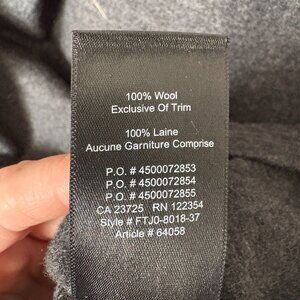 100% Wool
Exclusive Of Trim
100% Laine
Aucune Garniture Comprise
P.O. # 4500072853
P.O. # 4500072854
P.O. # 4500072855
CA 23725 RN 122354
Style # FTJ0-8018-37
Article # 64058